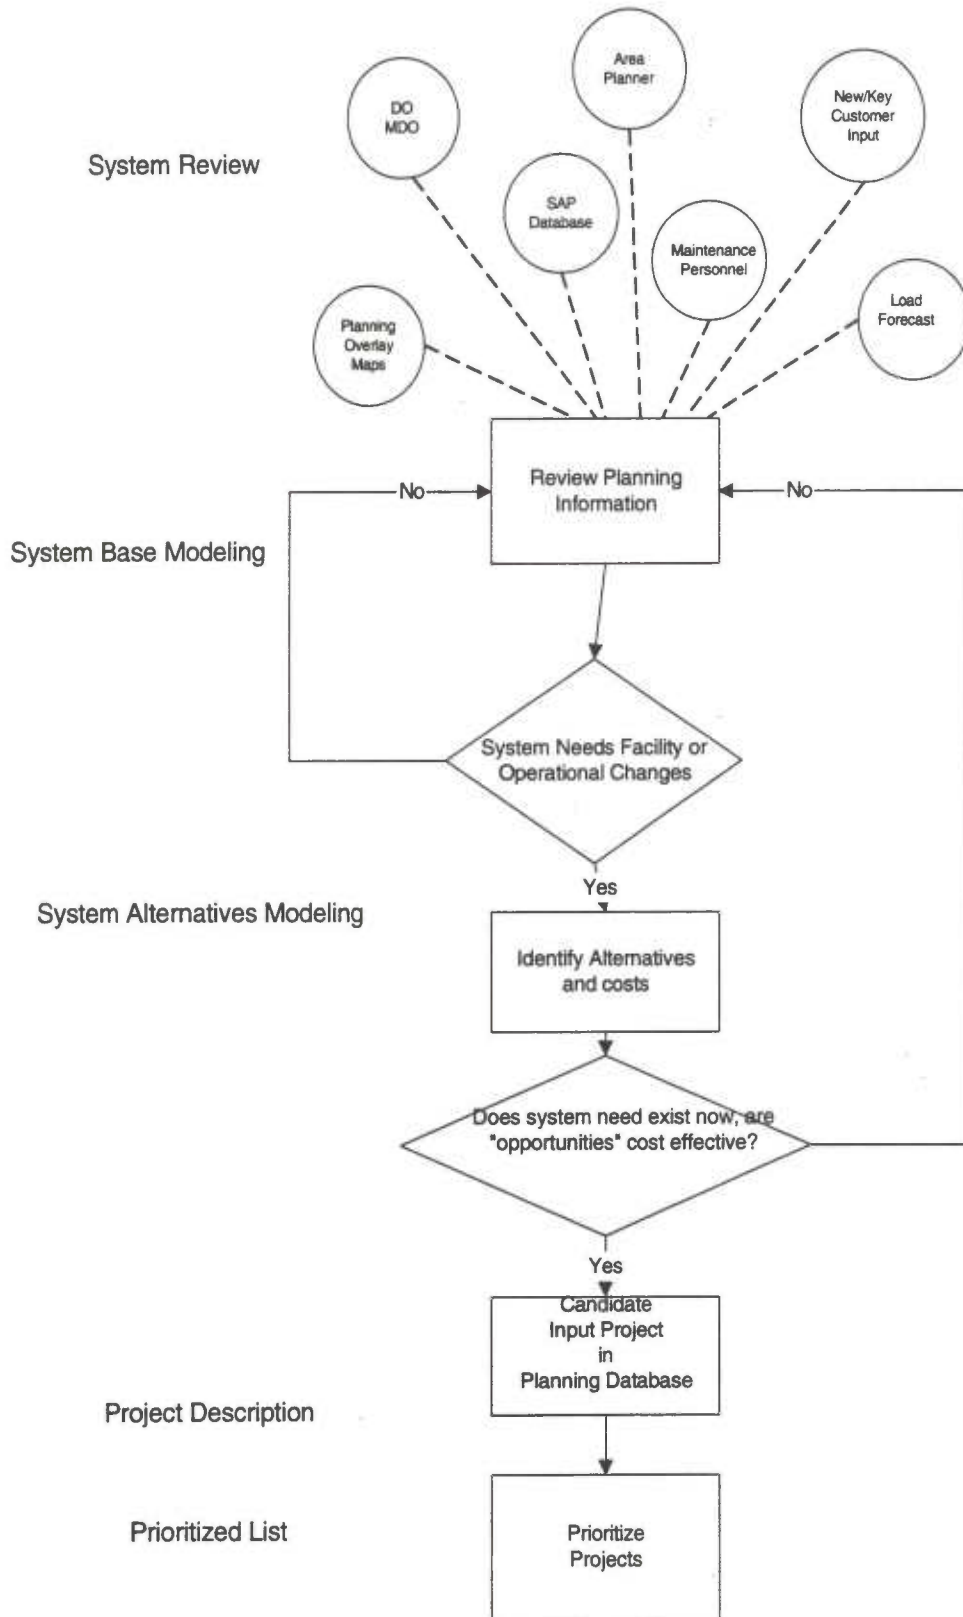 Area
Planner
DO
MDO
New/Key
Customer
Input
System Review
SAP
Database
Maintenance
Personnel
Load
Forecast
Planning
Overlay
Maps
Review Planning
Information
No
No
System Base Modeling
System Needs Facility or
Operational Changes
Yes
System Alternatives Modeling
Identify Alternatives
and costs
Does system need exist now, are
"opportunities" cost effective?
Yes
Candidate
Input Project
in
Planning Database
Project Description
Prioritized List
Prioritize
Projects